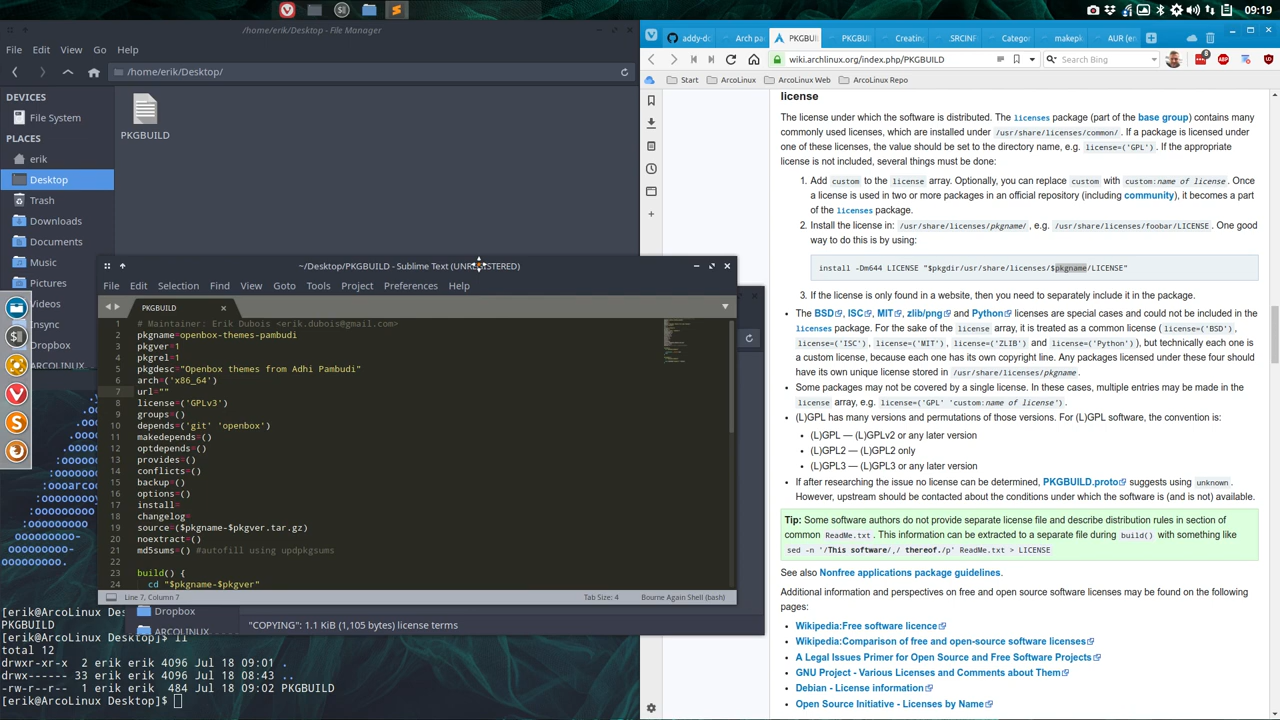 09:19
/home/erik/Desktop - File Manager
File Edit View Go Help
/home/erik/Desktop/
DEVICES
File System
PLACES
erik
Desktop
Trash
Downloads
Documents
Music
Pictures
Videos
Insync
Dropbox
ARCOLINUX
PKGBUILD
~/Desktop/PKGBUILD - Sublime Text (UNREGISTERED)
File Edit Selection Find View Goto Tools Project Preferences Help
PKGBUILD
2 # Maintainer: Erik Dubois <erik.dubois@gmail.com>
pkgname=openbox-themes-pambudi
3 pkgver=1
4 pkgrel=1
5 pkgdesc="Openbox themes from Adhi Pambudi"
6 arch=('x86_64')
url=""
8 license=('GPLv3')
9 groups=()
10 depends=('git' 'openbox')
11 makedepends=()
12 optdepends=()
13 provides=()
14 conflicts=()
15 backup=()
16 options=()
17 install=
18 changelog=
19 source=($pkgname-$pkgver.tar.gz)
20 noextract=()
21 md5sums=() #autofill using updpkgsums
23 build() {
24 cd "$pkgname-$pkgver"
Line 7, Column 7 Tab Size: 4 Bourne Again Shell (bash)
Dropbox
ARCOLINUX
"COPYING": 1.1 KiB (1,105 bytes) license terms
PKGBUILD
[erik@ArcoLinux Desktop]$ ll
total 12
drwxr-xr-x 2 erik erik 4096 Jul 18 09:01 .
-rw-r--r-- 1 erik erik 484 Jul 18 09:02 PKGBUILD
[erik@ArcoLinux Desktop]$
addy-do Arch pa PKGBUIL PKGBUI Creating .SRCINF Categor makepk AUR (en
wiki.archlinux.org/index.php/PKGBUILD
Search Bing
8
Start ArcoLinux ArcoLinux Web ArcoLinux Repo
license
The license under which the software is distributed. The licenses package (part of the base group) contains many
commonly used licenses, which are installed under /usr/share/licenses/common/. If a package is licensed under
one of these licenses, the value should be set to the directory name, e.g. license=('GPL'). If the appropriate
license is not included, several things must be done:
1. Add custom to the license array. Optionally, you can replace custom with custom:name of license. Once
a license is used in two or more packages in an official repository (including community), it becomes a part
of the licenses package.
2. Install the license in: /usr/share/licenses/pkgname/, e.g. /usr/share/licenses/foobar/LICENSE. One good
way to do this is by using:
install -Dm644 LICENSE "$pkgdir/usr/share/licenses/$pkgname/LICENSE"
3. If the license is only found in a website, then you need to separately include it in the package.
• The BSD, ISC, MIT, zlib/png and Python licenses are special cases and could not be included in the
licenses package. For the sake of the license array, it is treated as a common license (license=('BSD'),
license=('ISC'), license=('MIT'), license=('ZLIB') and license=('Python')), but technically each one is
a custom license, because each one has its own copyright line. Any packages licensed under these four should
have its own unique license stored in /usr/share/licenses/pkgname.
• Some packages may not be covered by a single license. In these cases, multiple entries may be made in the
license array, e.g. license=('GPL' 'custom:name of license').
• (L)GPL has many versions and permutations of those versions. For (L)GPL software, the convention is:
• (L)GPL — (L)GPLv2 or any later version
• (L)GPL2 — (L)GPL2 only
• (L)GPL3 — (L)GPL3 or any later version
• If after researching the issue no license can be determined, PKGBUILD.proto suggests using unknown.
However, upstream should be contacted about the conditions under which the software is (and is not) available.
Tip: Some software authors do not provide separate license file and describe distribution rules in section of
common ReadMe.txt. This information can be extracted to a separate file during build() with something like
sed -n '/This software/,/ thereof./p' ReadMe.txt > LICENSE
See also Nonfree applications package guidelines.
Additional information and perspectives on free and open source software licenses may be found on the following
pages:
• Wikipedia:Free software licence
• Wikipedia:Comparison of free and open-source software licenses
• A Legal Issues Primer for Open Source and Free Software Projects
• GNU Project - Various Licenses and Comments about Them
• Debian - License information
• Open Source Initiative - Licenses by Name